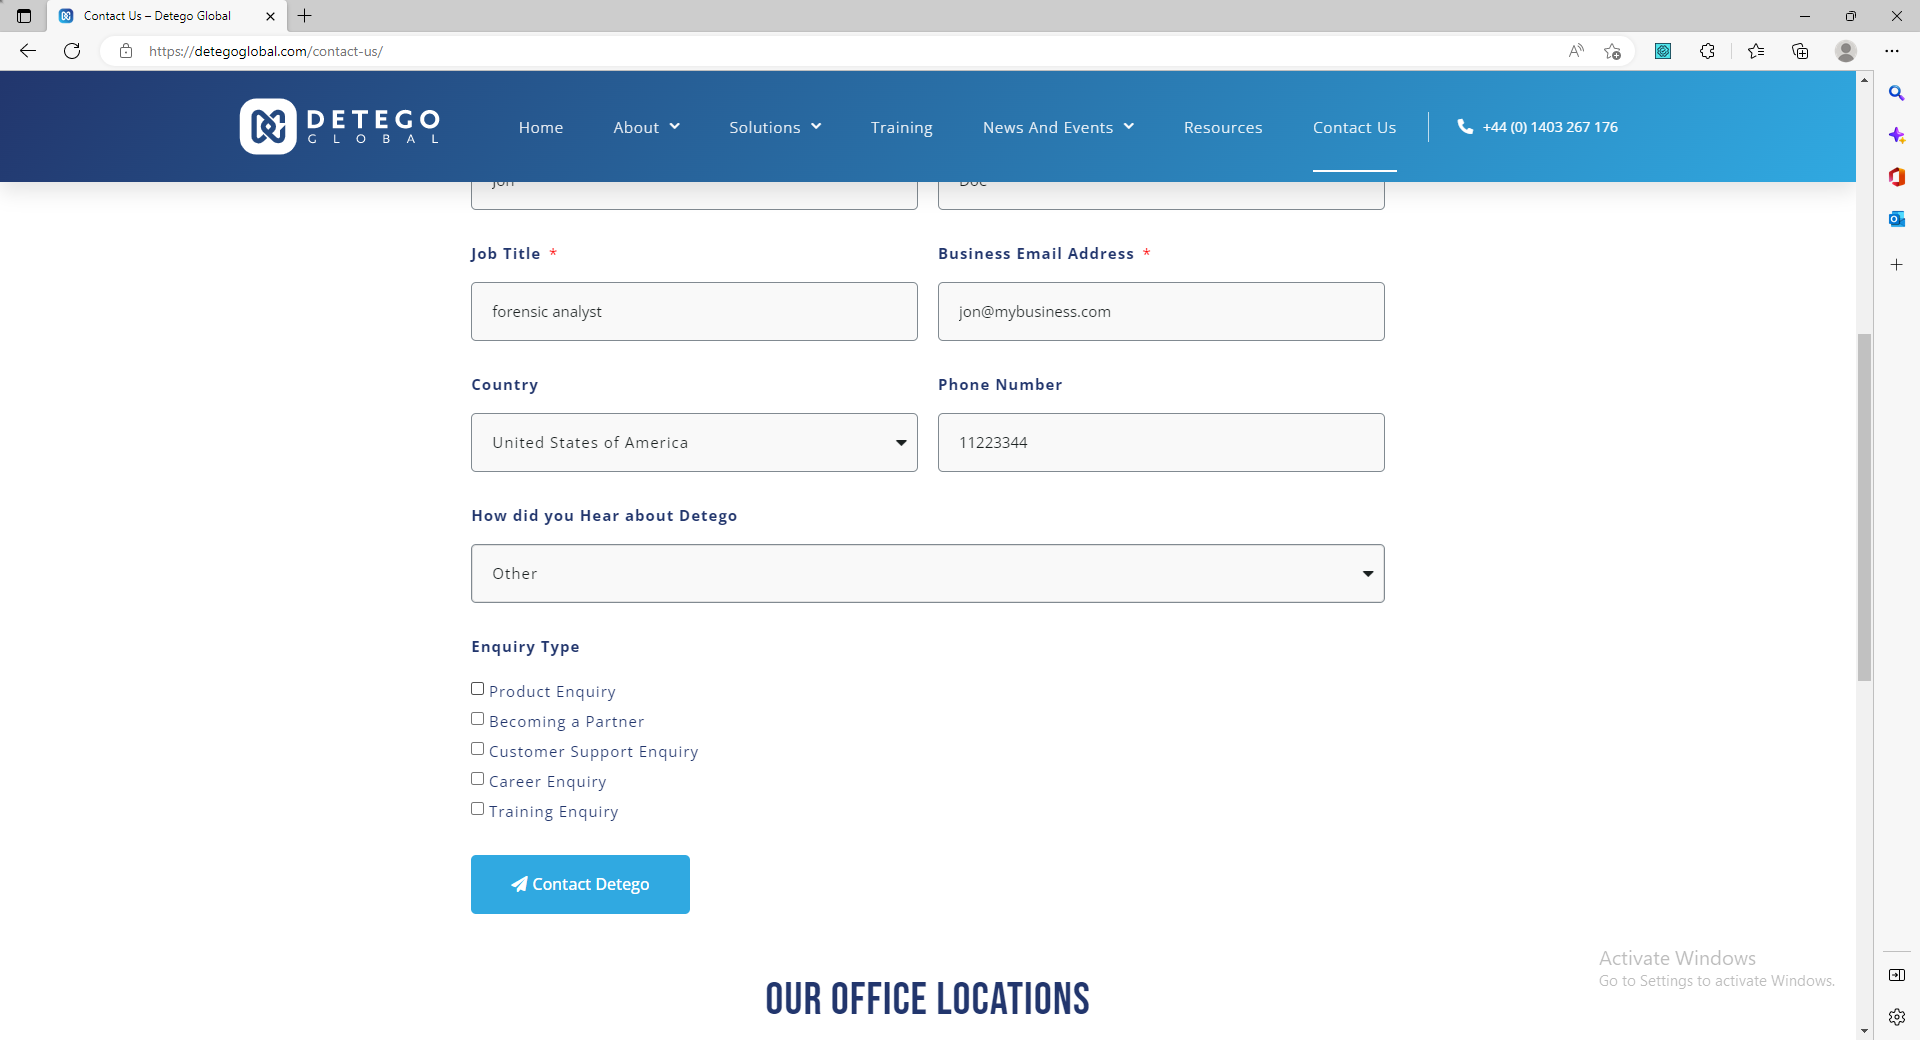 Contact Us – Detego Global
https://detegoglobal.com/contact-us/
DETEGO
GLOBAL
Home
About
Solutions
Training
News And Events
Resources
Contact Us
+44 (0) 1403 267 176
Jon
Job Title *
Business Email Address *
forensic analyst
jon@mybusiness.com
Country
Phone Number
United States of America
11223344
How did you Hear about Detego
Other
Enquiry Type
Product Enquiry
Becoming a Partner
Customer Support Enquiry
Career Enquiry
Training Enquiry
Contact Detego
OUR OFFICE LOCATIONS
Activate Windows
Go to Settings to activate Windows.